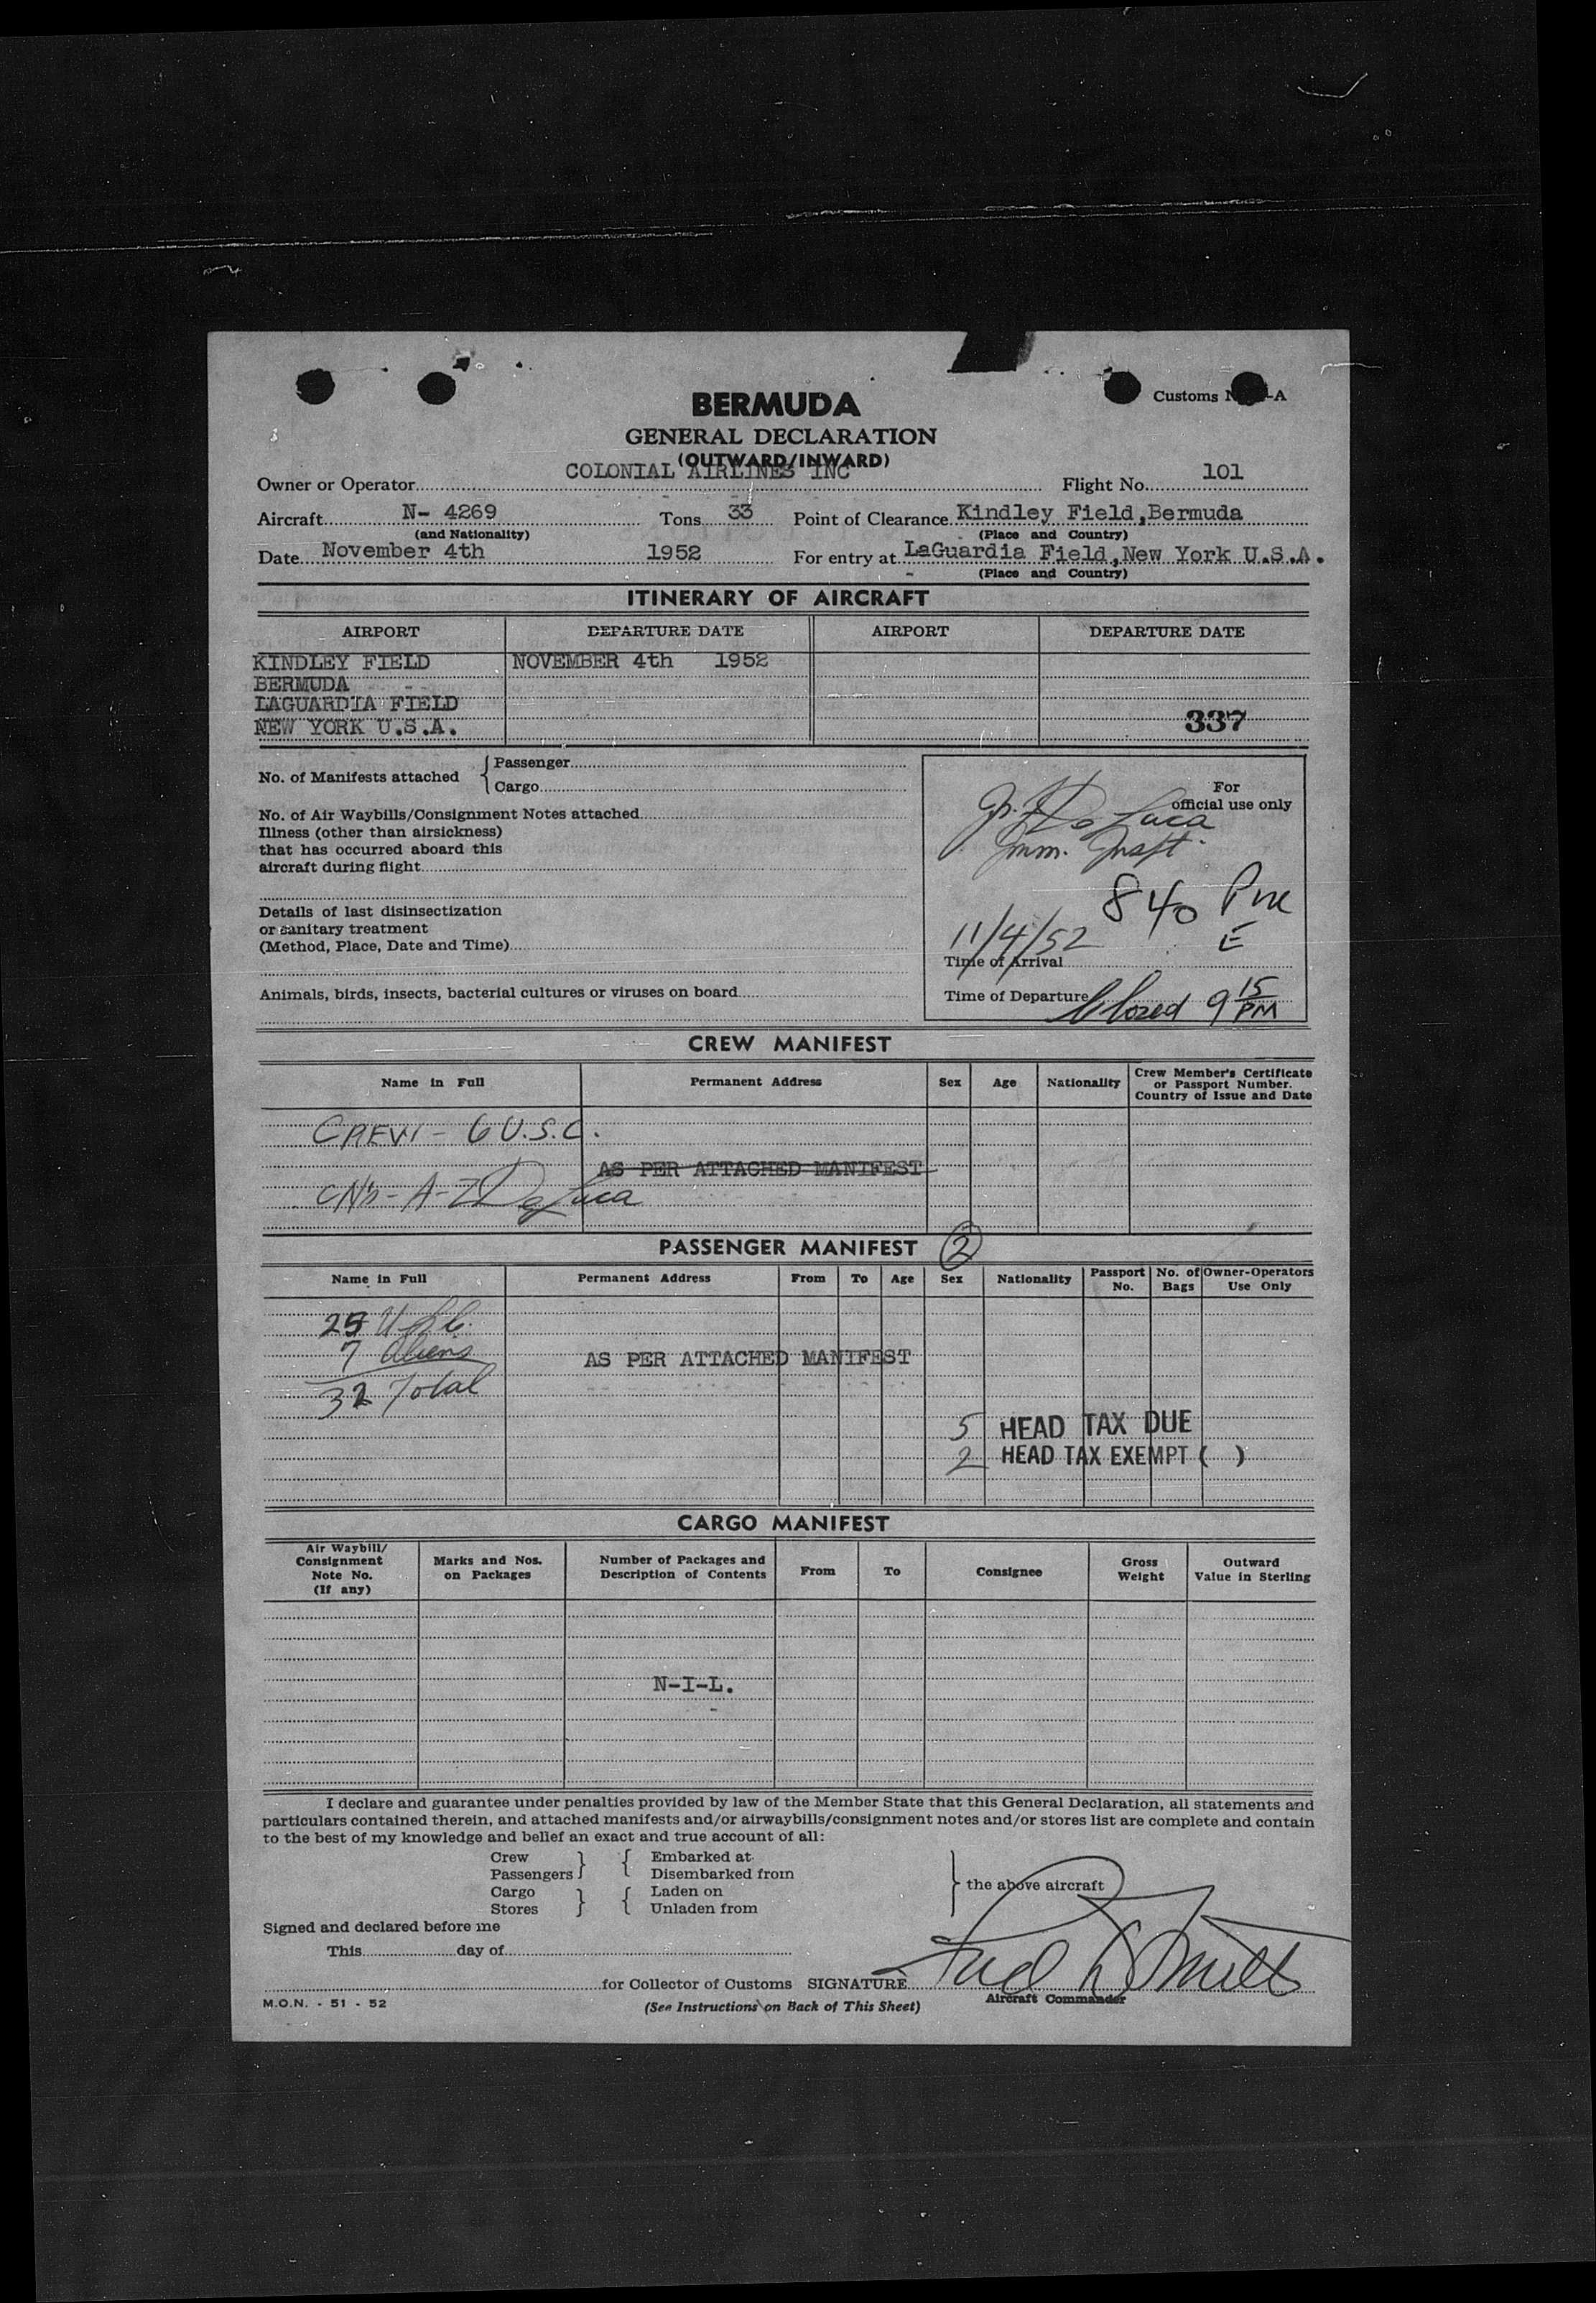 Customs N -A
BERMUDA
GENERAL DECLARATION
(OUTWARD/INWARD)
Owner or Operator COLONIAL AIRLINES INC Flight No. 101
Aircraft N- 4269 Tons 33 Point of Clearance Kindley Field,Bermuda
(and Nationality) (Place and Country)
Date November 4th 1952 For entry at LaGuardia Field,New York U.S.A.
(Place and Country)
ITINERARY OF AIRCRAFT
AIRPORT DEPARTURE DATE AIRPORT DEPARTURE DATE
KINDLEY FIELD NOVEMBER 4th 1952
BERMUDA
LAGUARDIA FIELD
NEW YORK U.S.A. 337
No. of Manifests attached { Passenger
Cargo
For
official use only
No. of Air Waybills/Consignment Notes attached
Illness (other than airsickness)
that has occurred aboard this
aircraft during flight
De Luca
Imm. Inspt.
Details of last disinsectization
or sanitary treatment
(Method, Place, Date and Time)
840 PM
E
11/4/52
Time of Arrival
Animals, birds, insects, bacterial cultures or viruses on board
Time of Departure Closed 9 15 PM
CREW MANIFEST
Name in Full Permanent Address Sex Age Nationality Crew Member's Certificate
or Passport Number.
Country of Issue and Date
CREW - 6 U.S.C.
AS PER ATTACHED MANIFEST
De Luca
PASSENGER MANIFEST 2
Name in Full Permanent Address From To Age Sex Nationality Passport No. No. of Bags Owner-Operators Use Only
25 U.S.C.
7 Aliens
AS PER ATTACHED MANIFEST
32 Total
5 HEAD TAX DUE
2 HEAD TAX EXEMPT ( )
CARGO MANIFEST
Air Waybill/
Consignment
Note No.
(If any)
Marks and Nos.
on Packages
Number of Packages and
Description of Contents
From To Consignee
Gross
Weight
Outward
Value in Sterling
N-I-L.
I declare and guarantee under penalties provided by law of the Member State that this General Declaration, all statements and
particulars contained therein, and attached manifests and/or airwaybills/consignment notes and/or stores list are complete and contain
to the best of my knowledge and belief an exact and true account of all:
Crew } { Embarked at
Passengers Disembarked from
Cargo } { Laden on
Stores Unladen from
} the above aircraft
Signed and declared before me
This day of
for Collector of Customs SIGNATURE
M.O.N. - 51 - 52 (See Instructions on Back of This Sheet) Aircraft Commander